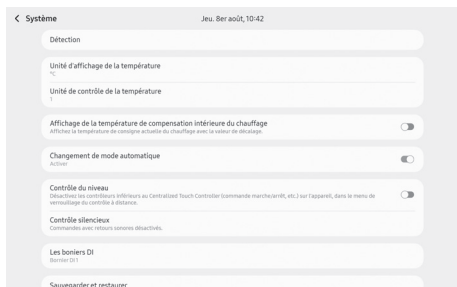 Système
Jeu. 8er août, 10:42
Détection
Unité d'affichage de la température
°C
Unité de contrôle de la température
1
Affichage de la température de compensation intérieure du chauffage
Affichez la température de consigne actuelle du chauffage avec la valeur de décalage.
Changement de mode automatique
Activer
Contrôle du niveau
Désactivez les contrôleurs inférieurs au Centralized Touch Controller (commande marche/arrêt, etc.) sur l'appareil, dans le menu de
verrouillage du contrôle à distance.
Contrôle silencieux
Commandes avec retours sonores désactivés.
Les boniers DI
Bornier DI 1
Sauvegarder et restaurer